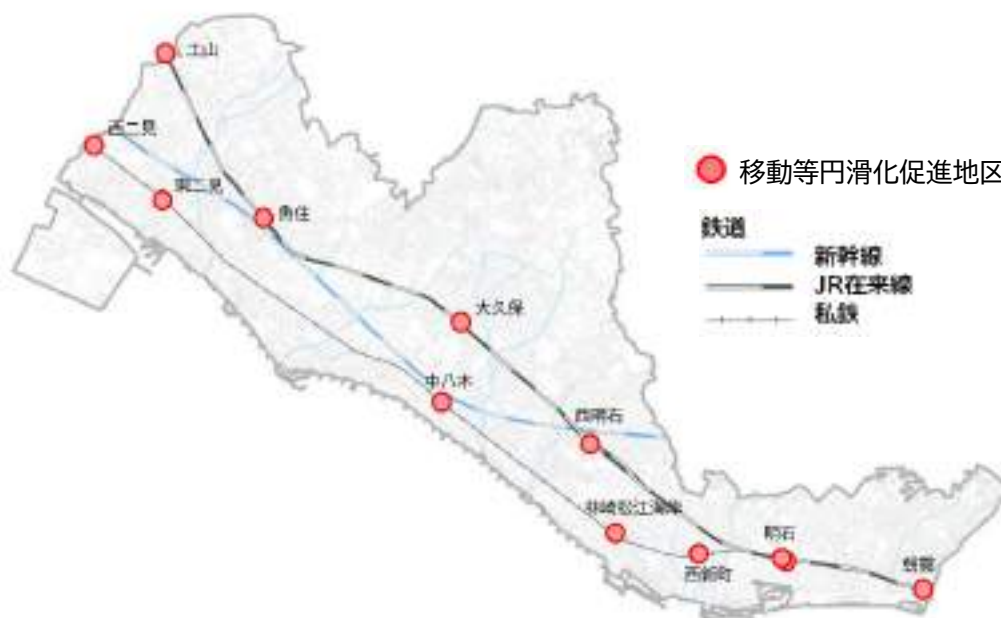 土山
西二見
東二見
魚住
移動等円滑化促進地区
鉄道
新幹線
JR在来線
私鉄
大久保
中八木
西明石
林崎松江海岸
明石
西新町
朝霧